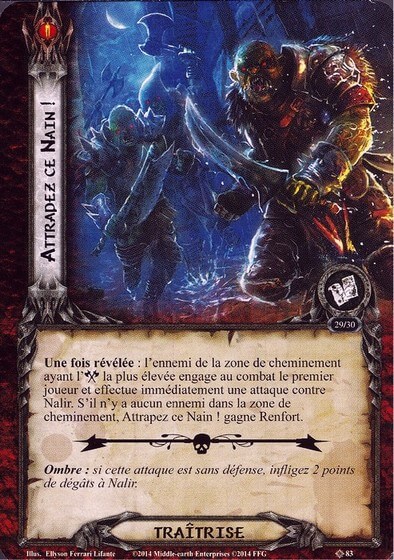 ATTRAPEZ CE NAIN !
29/30
Une fois révélée : l'ennemi de la zone de cheminement
ayant l' la plus élevée engage au combat le premier
joueur et effectue immédiatement une attaque contre
Nalir. S'il n'y a aucun ennemi dans la zone de
cheminement, Attrapez ce Nain ! gagne Renfort.
Ombre : si cette attaque est sans défense, infligez 2 points
de dégâts à Nalir.
TRAÎTRISE
Illus. Ellyson Ferrari Lifante ©2014 Middle-earth Enterprises ©2014 FFG 83